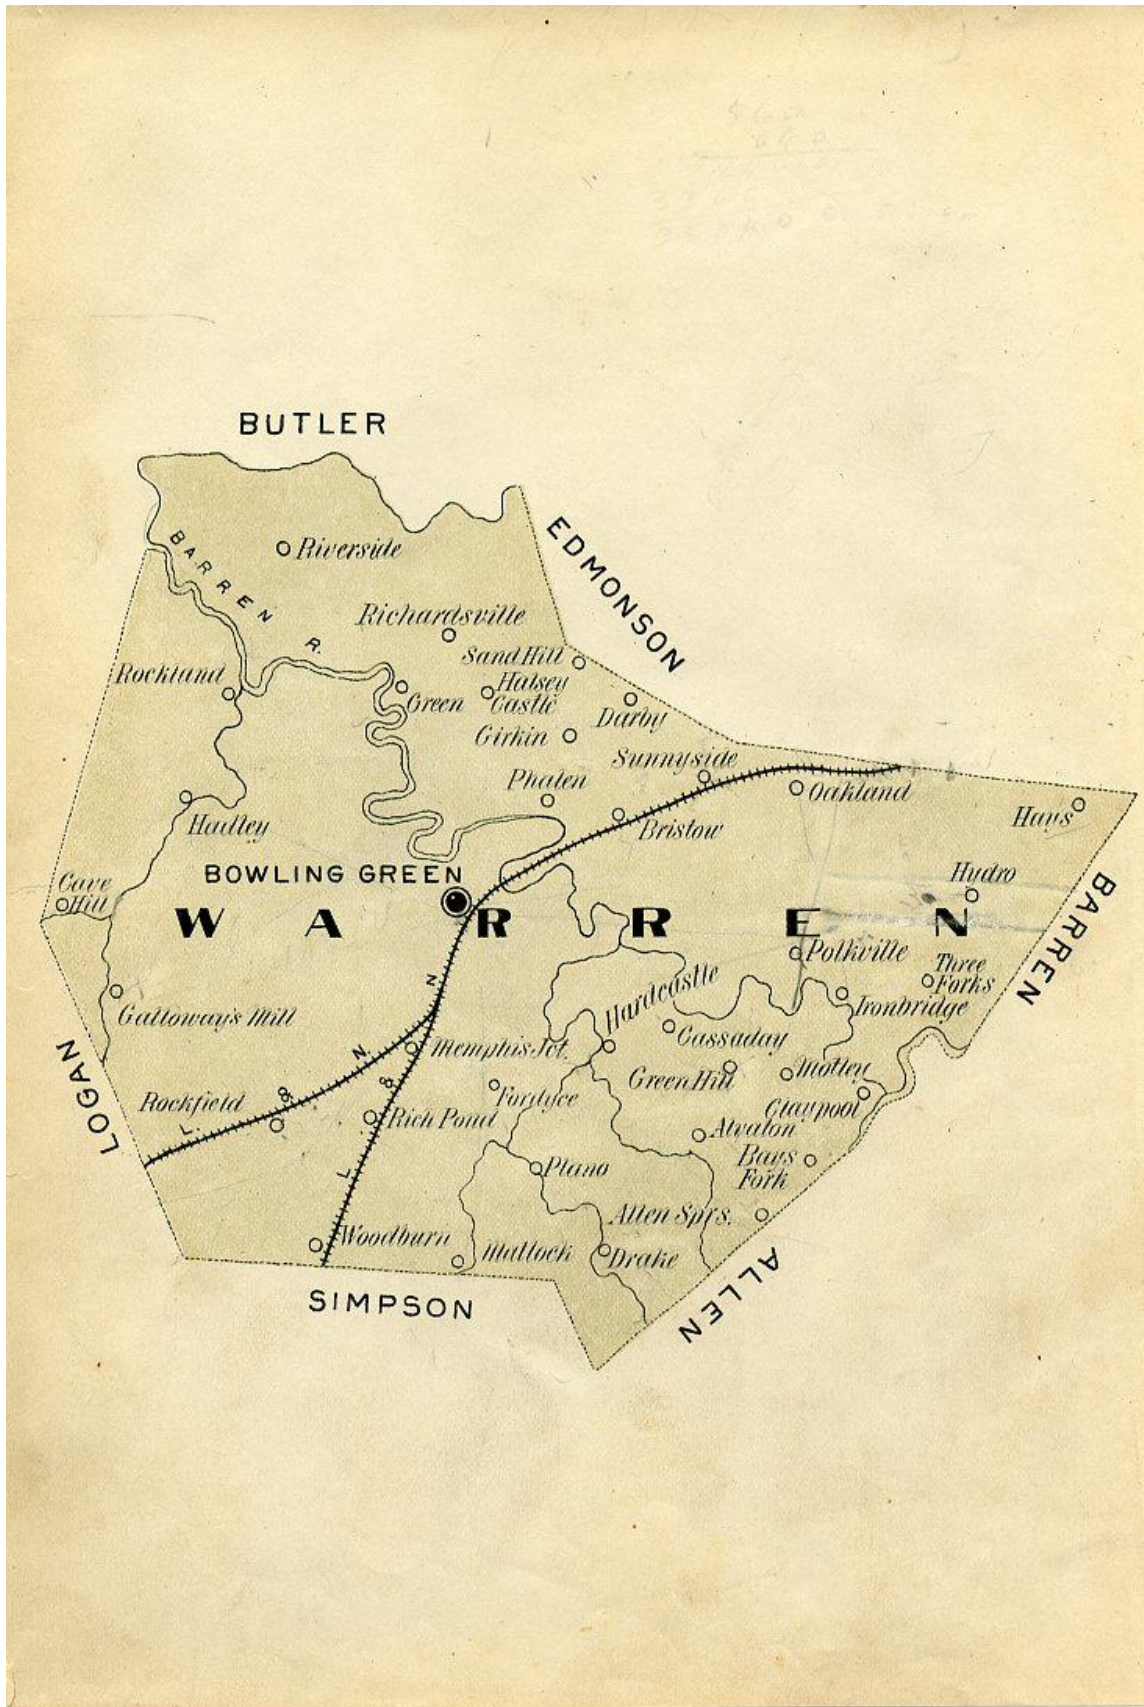 BUTLER
EDMONSON
BARREN R.
Riverside
Richardsville
Sand Hill
Rockland
Green
Halsey
Castle
Darby
Girkin
Sunnyside
Phalen
Oakland
Hadley
Bristow
Hays
BOWLING GREEN
Cave
Hill
Hydro
BARREN
WARREN
Polkville
Three
Forks
Hardcastle
Ironbridge
Galloway's Mill
Cassaday
LOGAN
Memphis Jct.
Green Hill
Motley
L. & N.
L. & N.
Rockfield
Fordyce
Claypool
Rich Pond
Alvaton
Bays
Fork
Plano
Allen Sprs.
Woodburn
Matlock
Drake
SIMPSON
ALLEN